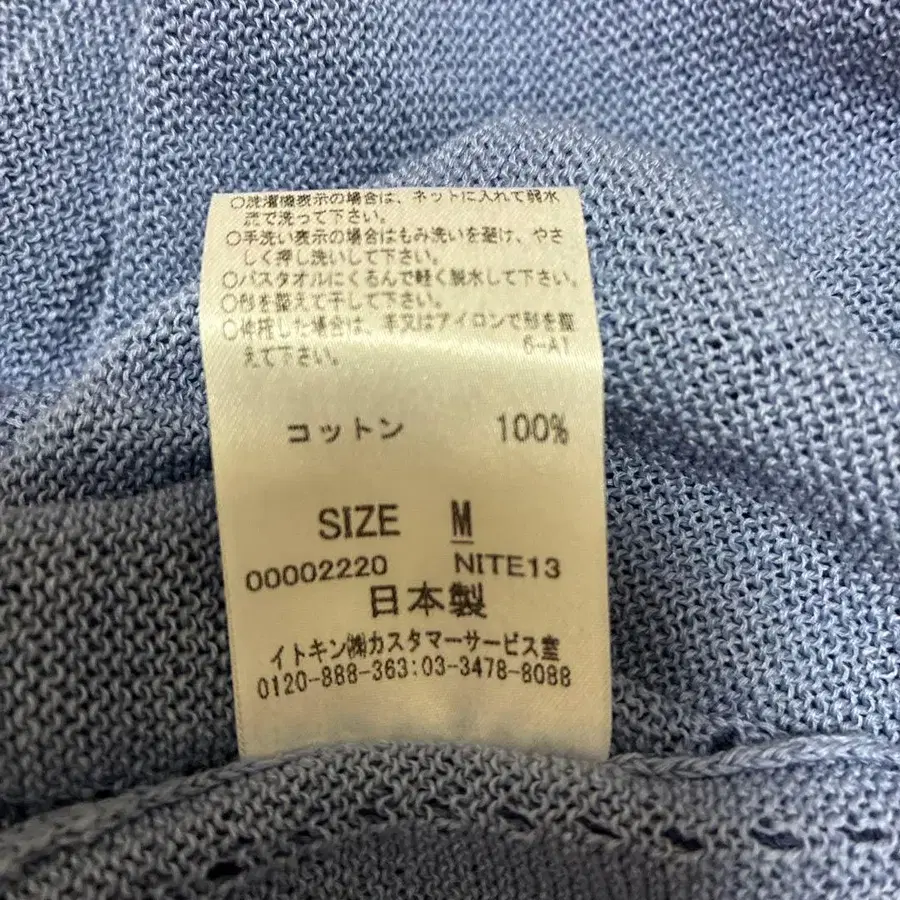 ○洗濯機表示の場合は、ネットに入れて弱水
流で洗って下さい。
○手洗い表示の場合はもみ洗いを避け、やさ
しく押し洗いして下さい。
○バスタオルにくるんで軽く脱水して下さい。
○形を整えて干して下さい。
○伸縮した場合は、手又はアイロンで形を整
えて下さい。 6-A1
コットン 100%
SIZE M
00002220 NITE13
日本製
イトキン㈱カスタマーサービス室
0120-888-363:03-3478-8088